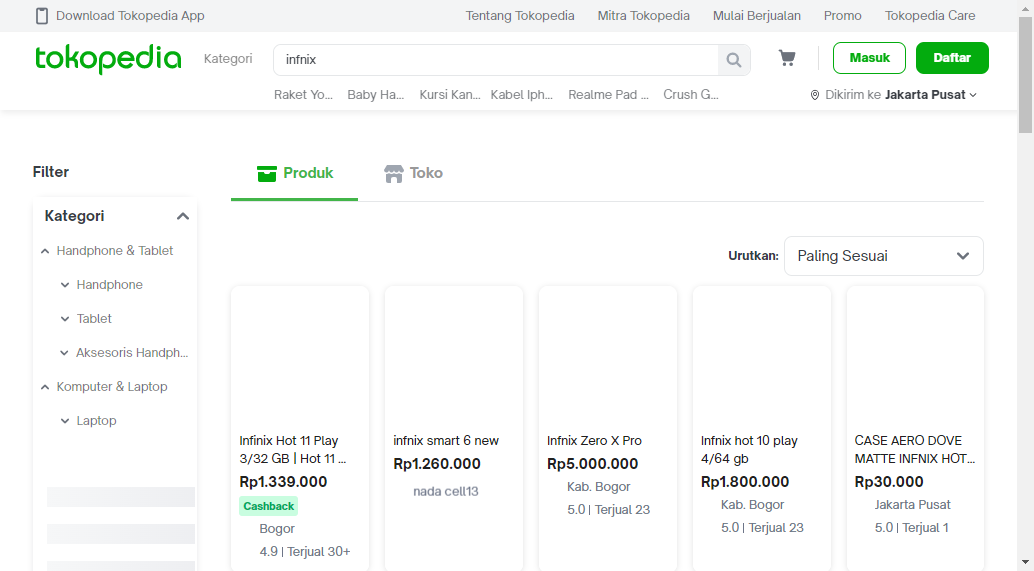 Download Tokopedia App
Tentang Tokopedia
Mitra Tokopedia
Mulai Berjualan
Promo
Tokopedia Care
tokopedia
Kategori
infnix
Masuk
Daftar
Raket Yo...
Baby Ha...
Kursi Kan...
Kabel Iph...
Realme Pad ...
Crush G...
Dikirim ke Jakarta Pusat
Filter
Produk
Toko
Kategori
Handphone & Tablet
Handphone
Tablet
Aksesoris Handph...
Komputer & Laptop
Laptop
Urutkan:
Paling Sesuai
Infinix Hot 11 Play
3/32 GB | Hot 11 ...
Rp1.339.000
Cashback
Bogor
4.9 | Terjual 30+
infnix smart 6 new
Rp1.260.000
nada cell13
Infnix Zero X Pro
Rp5.000.000
Kab. Bogor
5.0 | Terjual 23
Infnix hot 10 play
4/64 gb
Rp1.800.000
Kab. Bogor
5.0 | Terjual 23
CASE AERO DOVE
MATTE INFNIX HOT...
Rp30.000
Jakarta Pusat
5.0 | Terjual 1